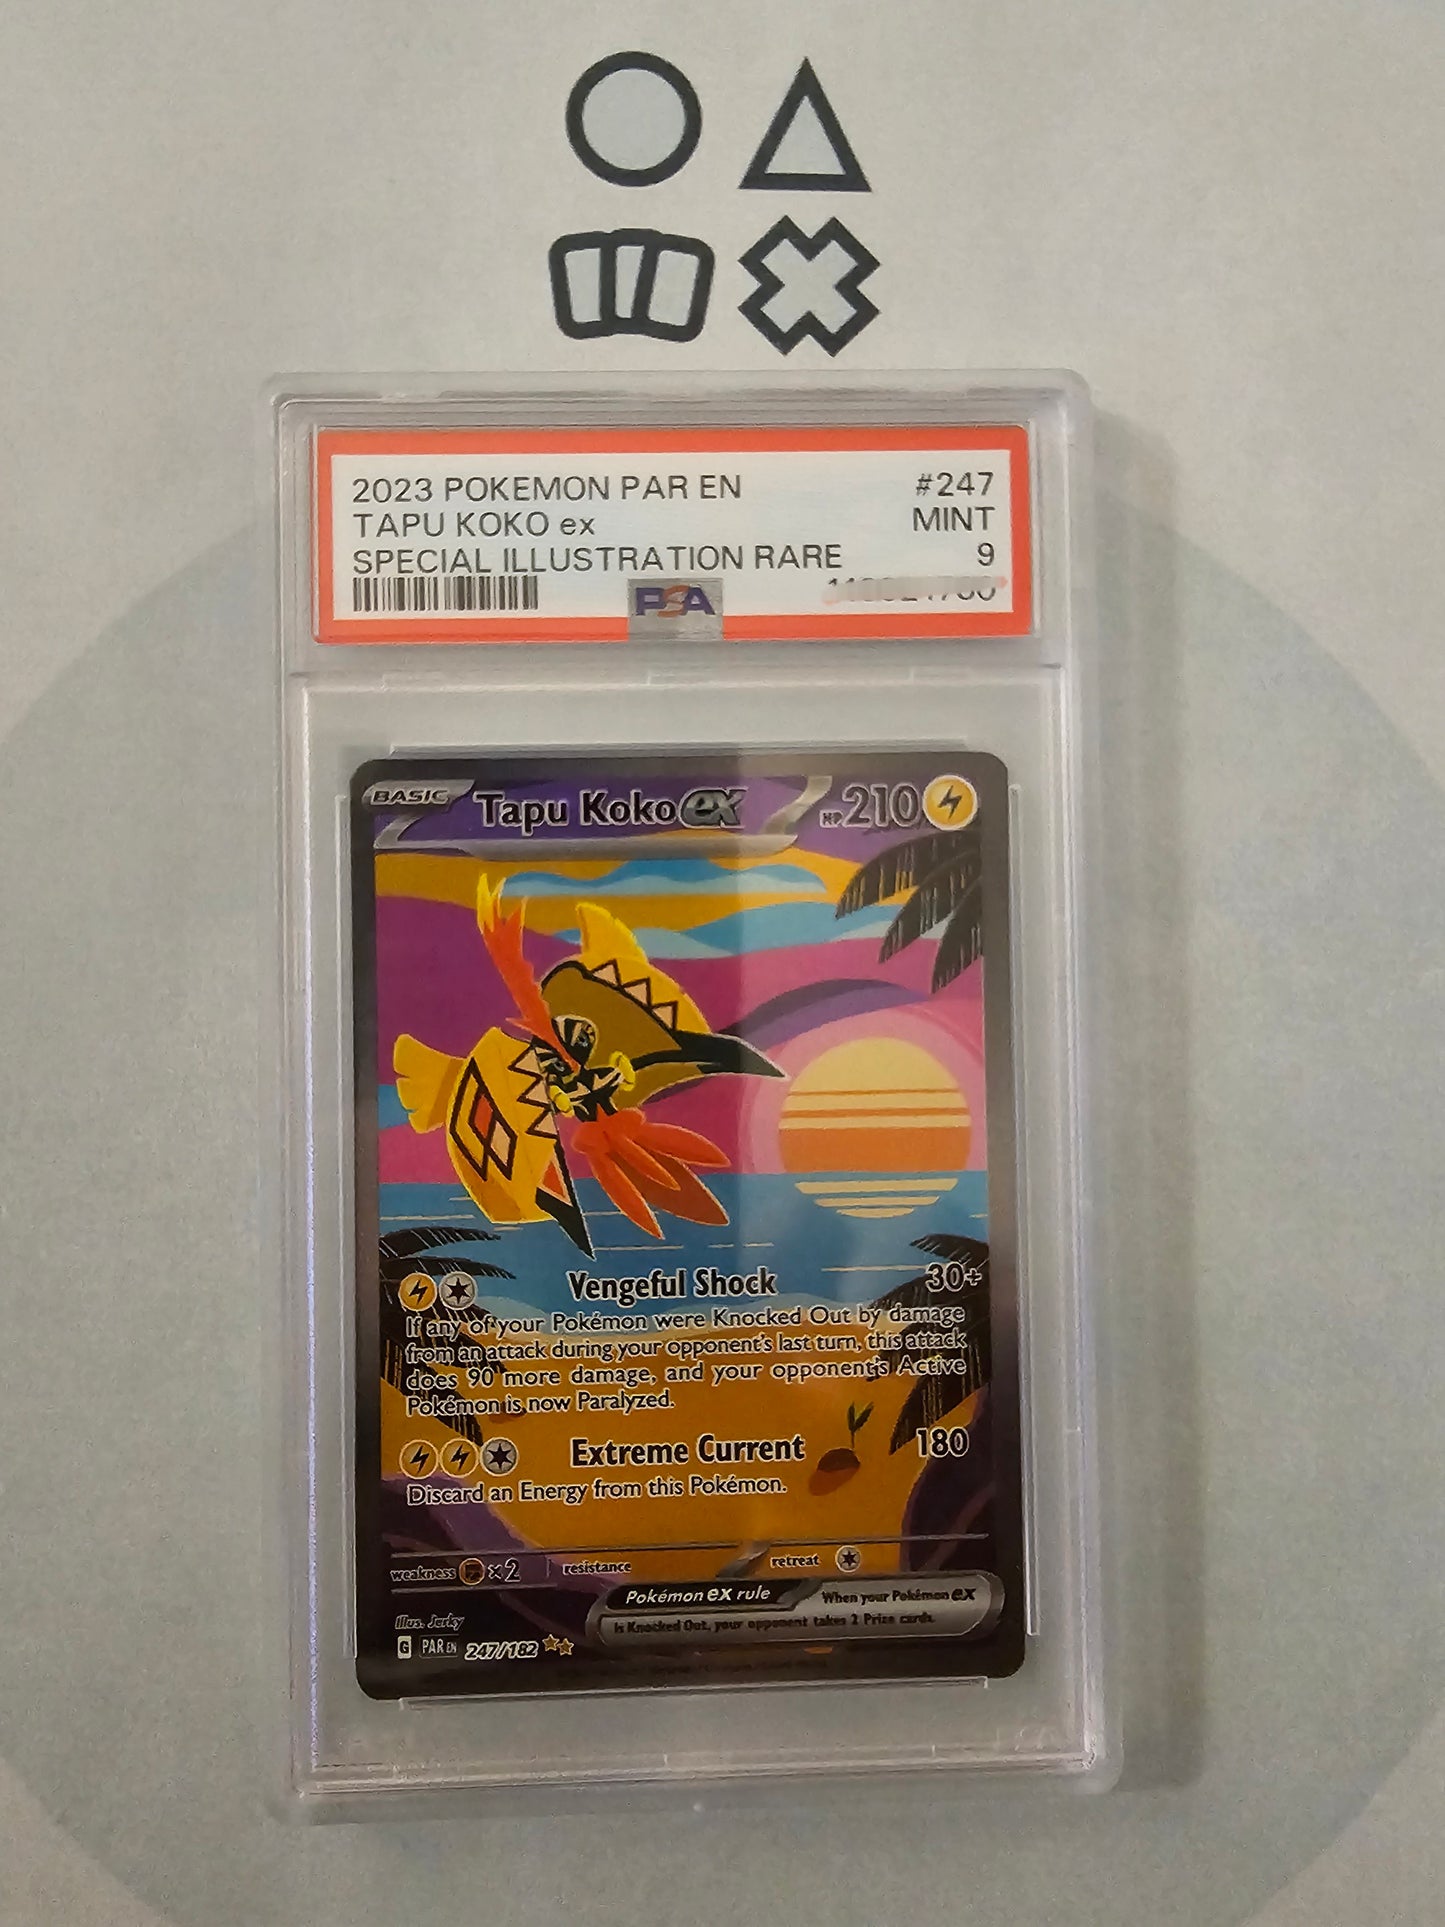 2023 POKEMON PAR EN #247
TAPU KOKO ex MINT
SPECIAL ILLUSTRATION RARE 9
PSA
BASIC Tapu Koko ex HP 210
Vengeful Shock 30+
If any of your Pokémon were Knocked Out by damage
from an attack during your opponent's last turn, this attack
does 90 more damage, and your opponent's Active
Pokémon is now Paralyzed.
Extreme Current 180
Discard an Energy from this Pokémon.
weakness ×2 resistance retreat
Pokémon ex rule When your Pokémon ex
is Knocked Out, your opponent takes 2 Prize cards.
Illus. Jerky
G PAR EN 247/182